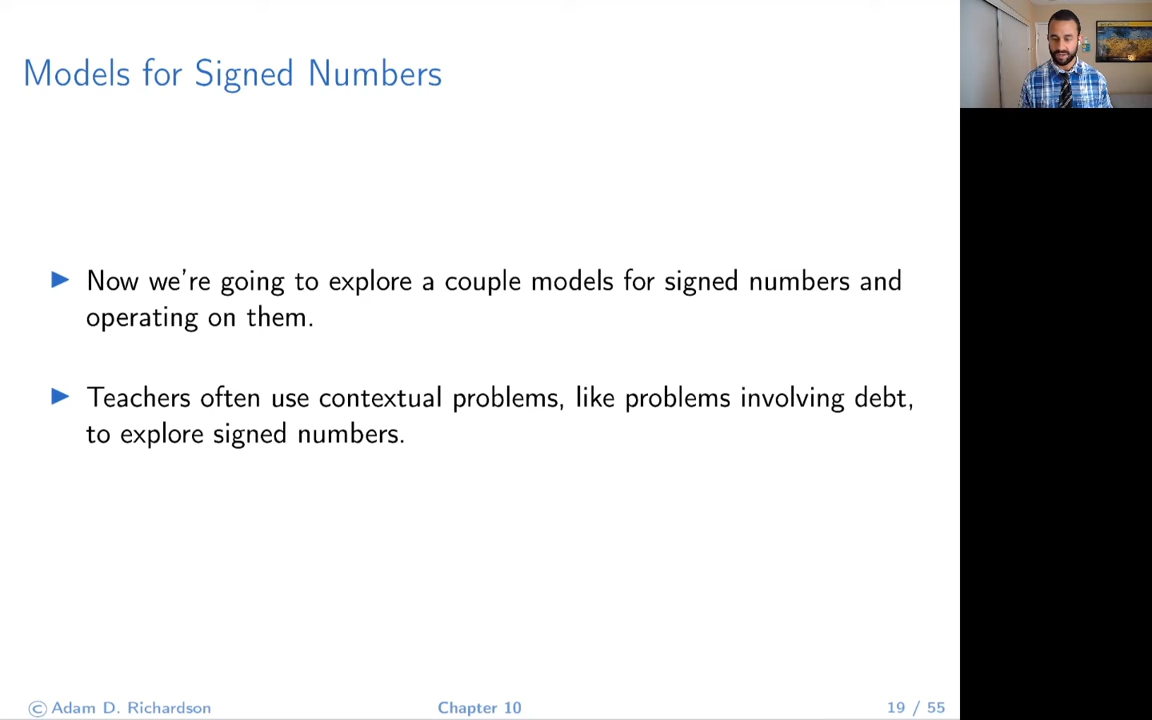 Models for Signed Numbers
▶ Now we're going to explore a couple models for signed numbers and
operating on them.
▶ Teachers often use contextual problems, like problems involving debt,
to explore signed numbers.
© Adam D. Richardson Chapter 10 19 / 55